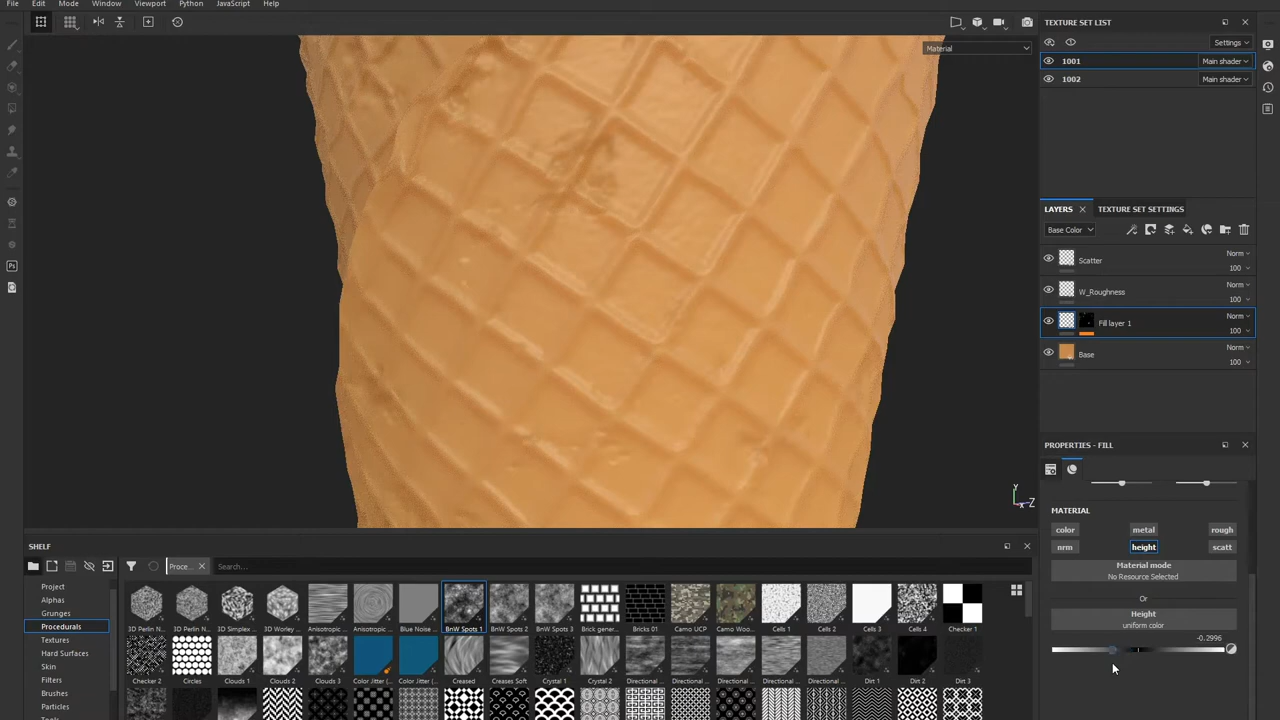 File Edit Mode Window Viewport Python JavaScript Help
Material
TEXTURE SET LIST
Settings
1001 Main shader
1002 Main shader
LAYERS TEXTURE SET SETTINGS
Base Color
Scatter Norm 100
W_Roughness Norm 100
Fill layer 1 Norm 100
Base Norm 100
PROPERTIES - FILL
MATERIAL
color metal rough
nrm height scatt
Material mode
No Resource Selected
Or
Height
uniform color
-0.2996
Y
Z
SHELF
Proce...
Search...
Project
Alphas
Grunges
Procedurals
Textures
Hard Surfaces
Skin
Filters
Brushes
Particles
Tools
3D Perlin N... 3D Perlin N... 3D Simplex ... 3D Worley ... Anisotropic ... Anisotropic ... Blue Noise ... BnW Spots 1 BnW Spots 2 BnW Spots 3 Brick gener... Bricks 01 Camo UCP Camo Woo... Cells 1 Cells 2 Cells 3 Cells 4 Checker 1
Checker 2 Circles Clouds 1 Clouds 2 Clouds 3 Color Jitter (... Color Jitter (... Creased Creases Soft Crystal 1 Crystal 2 Directional ... Directional ... Directional ... Directional ... Directional ... Dirt 1 Dirt 2 Dirt 3